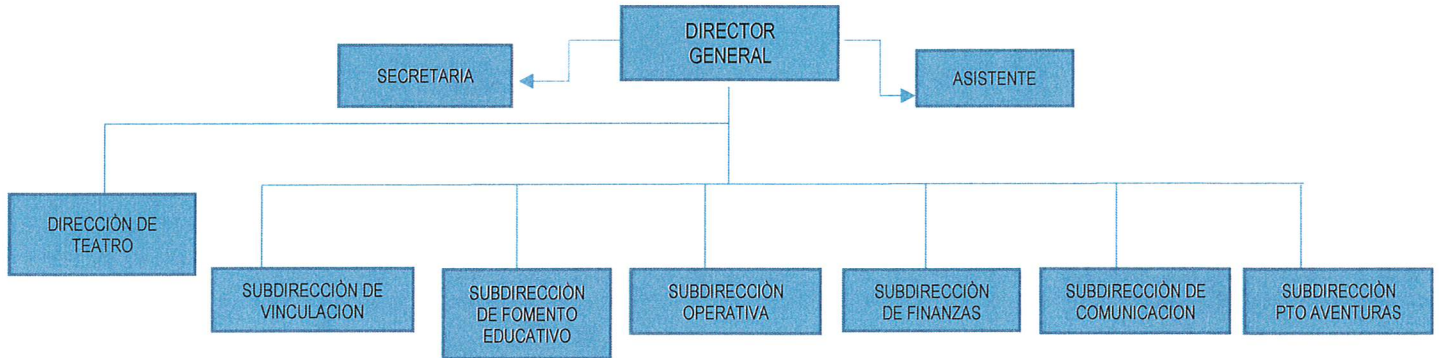 DIRECTOR
GENERAL
SECRETARIA
ASISTENTE
DIRECCIÒN DE
TEATRO
SUBDIRECCIÒN DE
VINCULACION
SUBDIRECCIÒN
DE FOMENTO
EDUCATIVO
SUBDIRECCIÒN
OPERATIVA
SUBDIRECCIÒN
DE FINANZAS
SUBDIRECCIÒN DE
COMUNICACION
SUBDIRECCIÒN
PTO AVENTURAS